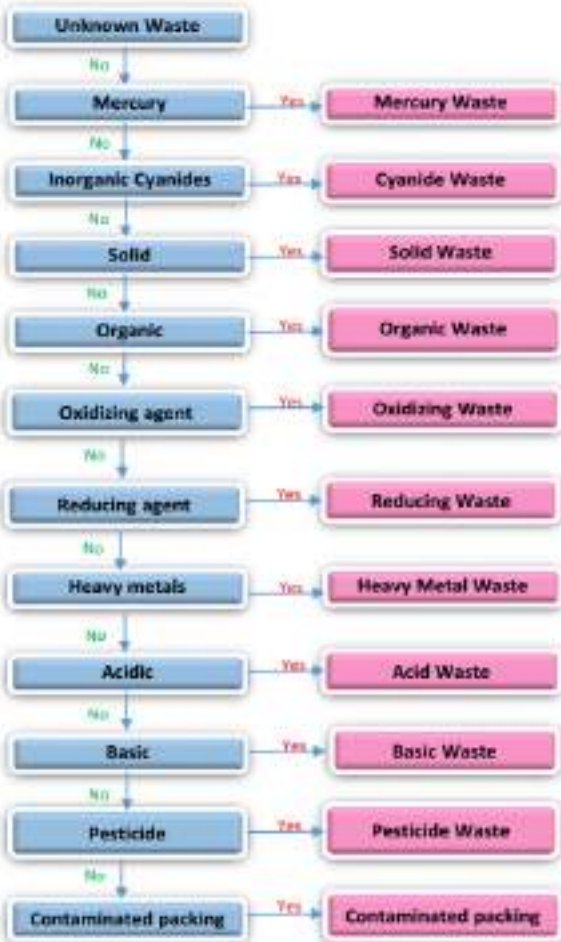 Unknown Waste
No
Mercury Yes Mercury Waste
No
Inorganic Cyanides Yes Cyanide Waste
No
Solid Yes Solid Waste
No
Organic Yes Organic Waste
No
Oxidizing agent Yes Oxidizing Waste
No
Reducing agent Yes Reducing Waste
No
Heavy metals Yes Heavy Metal Waste
No
Acidic Yes Acid Waste
No
Basic Yes Basic Waste
No
Pesticide Yes Pesticide Waste
No
Contaminated packing Yes Contaminated packing